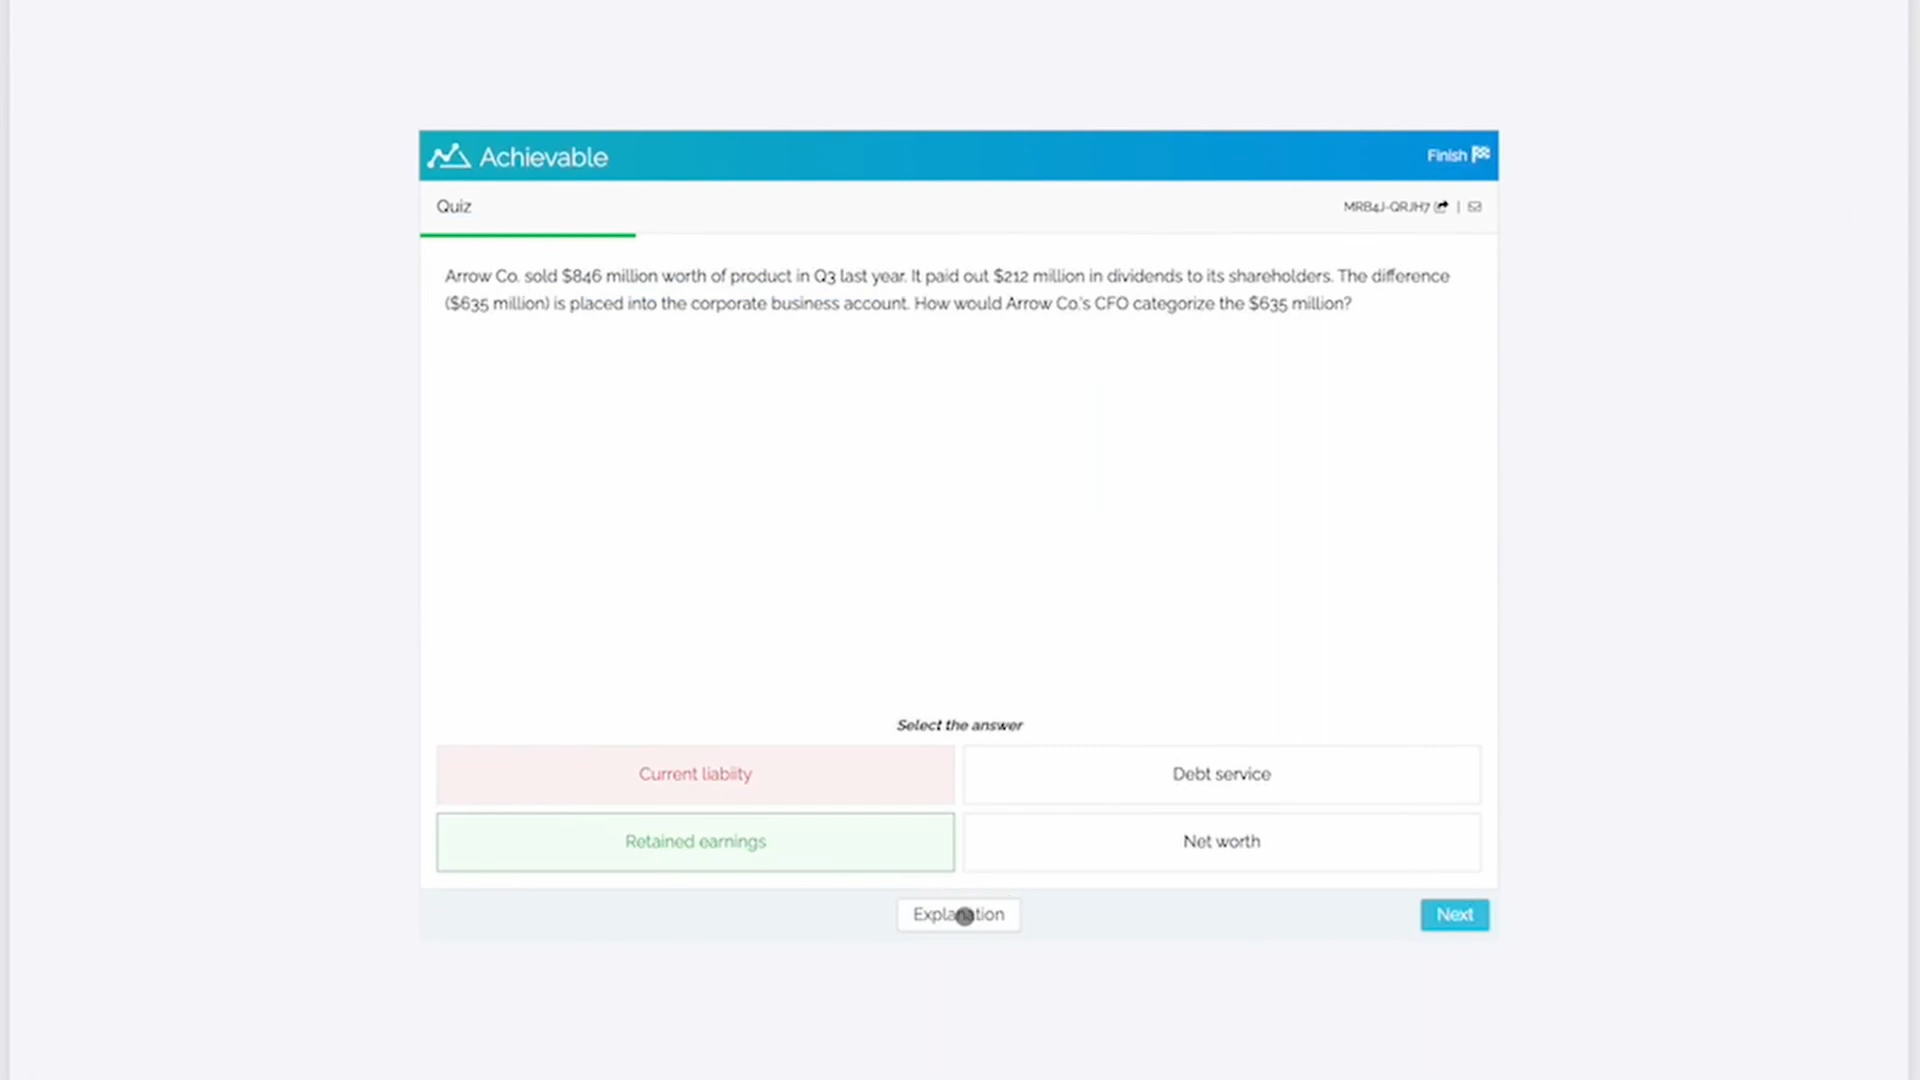 Achievable
Finish
Quiz
MRB4J-QRJH7 |
Arrow Co. sold $846 million worth of product in Q3 last year. It paid out $212 million in dividends to its shareholders. The difference
($635 million) is placed into the corporate business account. How would Arrow Co.'s CFO categorize the $635 million?
Select the answer
Current liabiity
Debt service
Retained earnings
Net worth
Explanation
Next